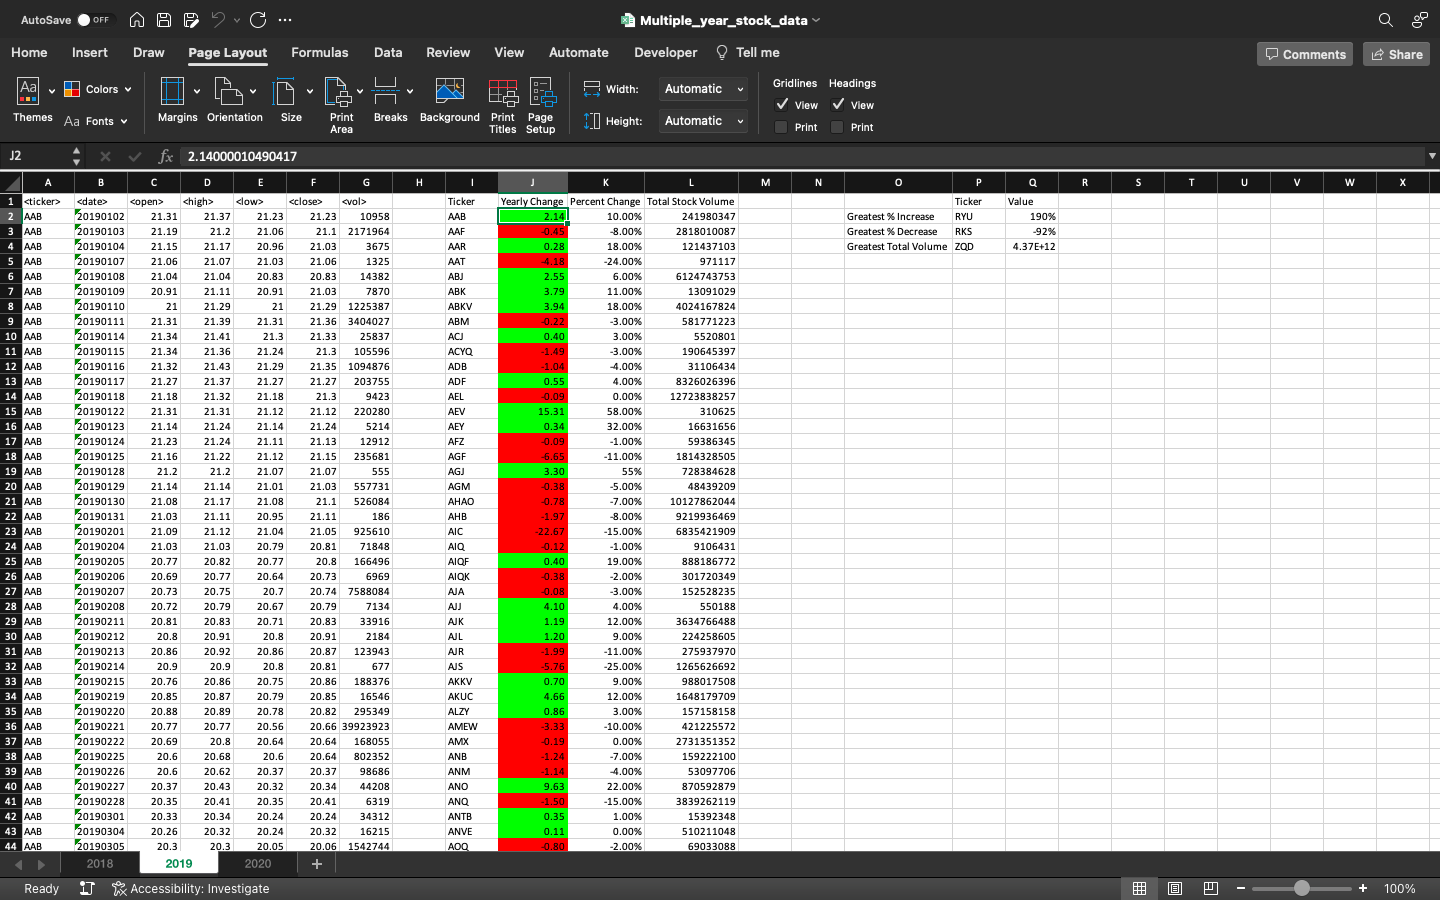 AutoSave OFF Multiple_year_stock_data
Home Insert Draw Page Layout Formulas Data Review View Automate Developer Tell me Comments Share
Aa Colors Width: Automatic Gridlines Headings
View View
Themes Aa Fonts Margins Orientation Size Print Area Breaks Background Print Titles Page Setup Height: Automatic Print Print
J2 fx 2.14000010490417
A B C D E F G H I J K L M N O P Q R S T U V W X
1 <ticker> <date> <open> <high> <low> <close> <vol> Ticker Yearly Change Percent Change Total Stock Volume Ticker Value
2 AAB 20190102 21.31 21.37 21.23 21.23 10958 AAB 2.14 10.00% 241980347 Greatest % Increase RYU 190%
3 AAB 20190103 21.19 21.2 21.06 21.1 2171964 AAF -0.45 -8.00% 2818010087 Greatest % Decrease RKS -92%
4 AAB 20190104 21.15 21.17 20.96 21.03 3675 AAR 0.28 18.00% 121437103 Greatest Total Volume ZQD 4.37E+12
5 AAB 20190107 21.06 21.07 21.03 21.06 1325 AAT -4.18 -24.00% 971117
6 AAB 20190108 21.04 21.04 20.83 20.83 14382 ABJ 2.55 6.00% 6124743753
7 AAB 20190109 20.91 21.11 20.91 21.03 7870 ABK 3.79 11.00% 13091029
8 AAB 20190110 21 21.29 21 21.29 1225387 ABKV 3.94 18.00% 4024167824
9 AAB 20190111 21.31 21.39 21.31 21.36 3404027 ABM -0.22 -3.00% 581771223
10 AAB 20190114 21.34 21.41 21.3 21.33 25837 ACJ 0.40 3.00% 5520801
11 AAB 20190115 21.34 21.36 21.24 21.3 105596 ACYQ -1.49 -3.00% 190645397
12 AAB 20190116 21.32 21.43 21.29 21.35 1094876 ADB -1.04 -4.00% 31106434
13 AAB 20190117 21.27 21.37 21.27 21.27 203755 ADF 0.55 4.00% 8326026396
14 AAB 20190118 21.18 21.32 21.18 21.3 9423 AEL -0.09 0.00% 12723838257
15 AAB 20190122 21.31 21.31 21.12 21.12 220280 AEV 15.31 58.00% 310625
16 AAB 20190123 21.14 21.24 21.14 21.24 5214 AEY 0.34 32.00% 16631656
17 AAB 20190124 21.23 21.24 21.11 21.13 12912 AFZ -0.09 -1.00% 59386345
18 AAB 20190125 21.16 21.22 21.12 21.15 235681 AGF -6.65 -11.00% 1814328505
19 AAB 20190128 21.2 21.2 21.07 21.07 555 AGJ 3.30 55% 728384628
20 AAB 20190129 21.14 21.14 21.01 21.03 557731 AGM -0.38 -5.00% 48439209
21 AAB 20190130 21.08 21.17 21.08 21.1 526084 AHAO -0.78 -7.00% 10127862044
22 AAB 20190131 21.03 21.11 20.95 21.11 186 AHB -1.97 -8.00% 9219936469
23 AAB 20190201 21.09 21.12 21.04 21.05 925610 AIC -22.67 -15.00% 6835421909
24 AAB 20190204 21.03 21.03 20.79 20.81 71848 AIQ -0.12 -1.00% 9106431
25 AAB 20190205 20.77 20.82 20.77 20.8 166496 AIQF 0.40 19.00% 888186772
26 AAB 20190206 20.69 20.77 20.64 20.73 6969 AIQK -0.38 -2.00% 301720349
27 AAB 20190207 20.73 20.75 20.7 20.74 7588084 AJA -0.08 -3.00% 152528235
28 AAB 20190208 20.72 20.79 20.67 20.79 7134 AJJ 4.10 4.00% 550188
29 AAB 20190211 20.81 20.83 20.71 20.83 33916 AJK 1.19 12.00% 3634766488
30 AAB 20190212 20.8 20.91 20.8 20.91 2184 AJL 1.20 9.00% 224258605
31 AAB 20190213 20.86 20.92 20.86 20.87 123943 AJR -1.99 -11.00% 275937970
32 AAB 20190214 20.9 20.9 20.8 20.81 677 AJS -5.76 -25.00% 1265626692
33 AAB 20190215 20.76 20.86 20.75 20.86 188376 AKKV 0.70 9.00% 988017508
34 AAB 20190219 20.85 20.87 20.79 20.85 16546 AKUC 4.66 12.00% 1648179709
35 AAB 20190220 20.88 20.89 20.78 20.82 295349 ALZY 0.86 3.00% 157158158
36 AAB 20190221 20.77 20.77 20.56 20.66 39923923 AMEW -3.33 -10.00% 421225572
37 AAB 20190222 20.69 20.8 20.64 20.64 168055 AMX -0.19 0.00% 2731351352
38 AAB 20190225 20.6 20.68 20.6 20.64 802352 ANB -1.24 -7.00% 159222100
39 AAB 20190226 20.6 20.62 20.37 20.37 98686 ANM -1.14 -4.00% 53097706
40 AAB 20190227 20.37 20.43 20.32 20.34 44208 ANO 9.63 22.00% 870592879
41 AAB 20190228 20.35 20.41 20.35 20.41 6319 ANQ -1.50 -15.00% 3839262119
42 AAB 20190301 20.33 20.34 20.24 20.24 34312 ANTB 0.35 1.00% 15392348
43 AAB 20190304 20.26 20.32 20.24 20.32 16215 ANVE 0.11 0.00% 510211048
44 AAB 20190305 20.3 20.3 20.05 20.06 1542744 AOQ -0.80 -2.00% 69033088
2018 2019 2020 +
Ready Accessibility: Investigate 100%